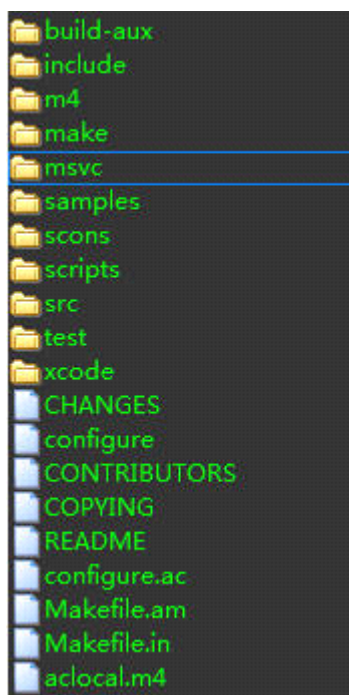 build-aux
include
m4
make
msvc
samples
scons
scripts
src
test
xcode
CHANGES
configure
CONTRIBUTORS
COPYING
README
configure.ac
Makefile.am
Makefile.in
aclocal.m4